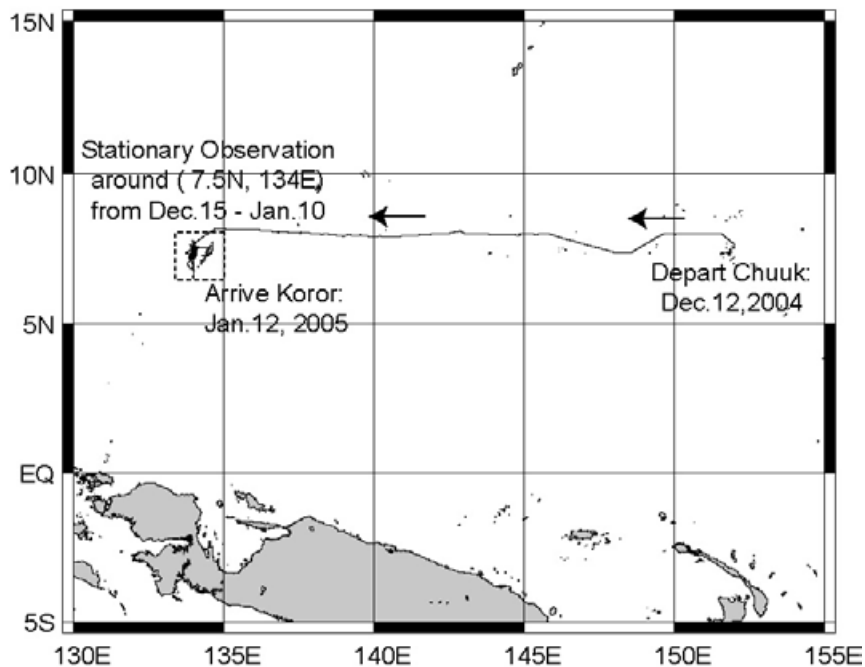 15N
Stationary Observation
around ( 7.5N, 134E)
from Dec.15 - Jan.10
10N
Depart Chuuk:
Dec.12,2004
Arrive Koror:
Jan.12, 2005
5N
EQ
5S
130E 135E 140E 145E 150E 155E